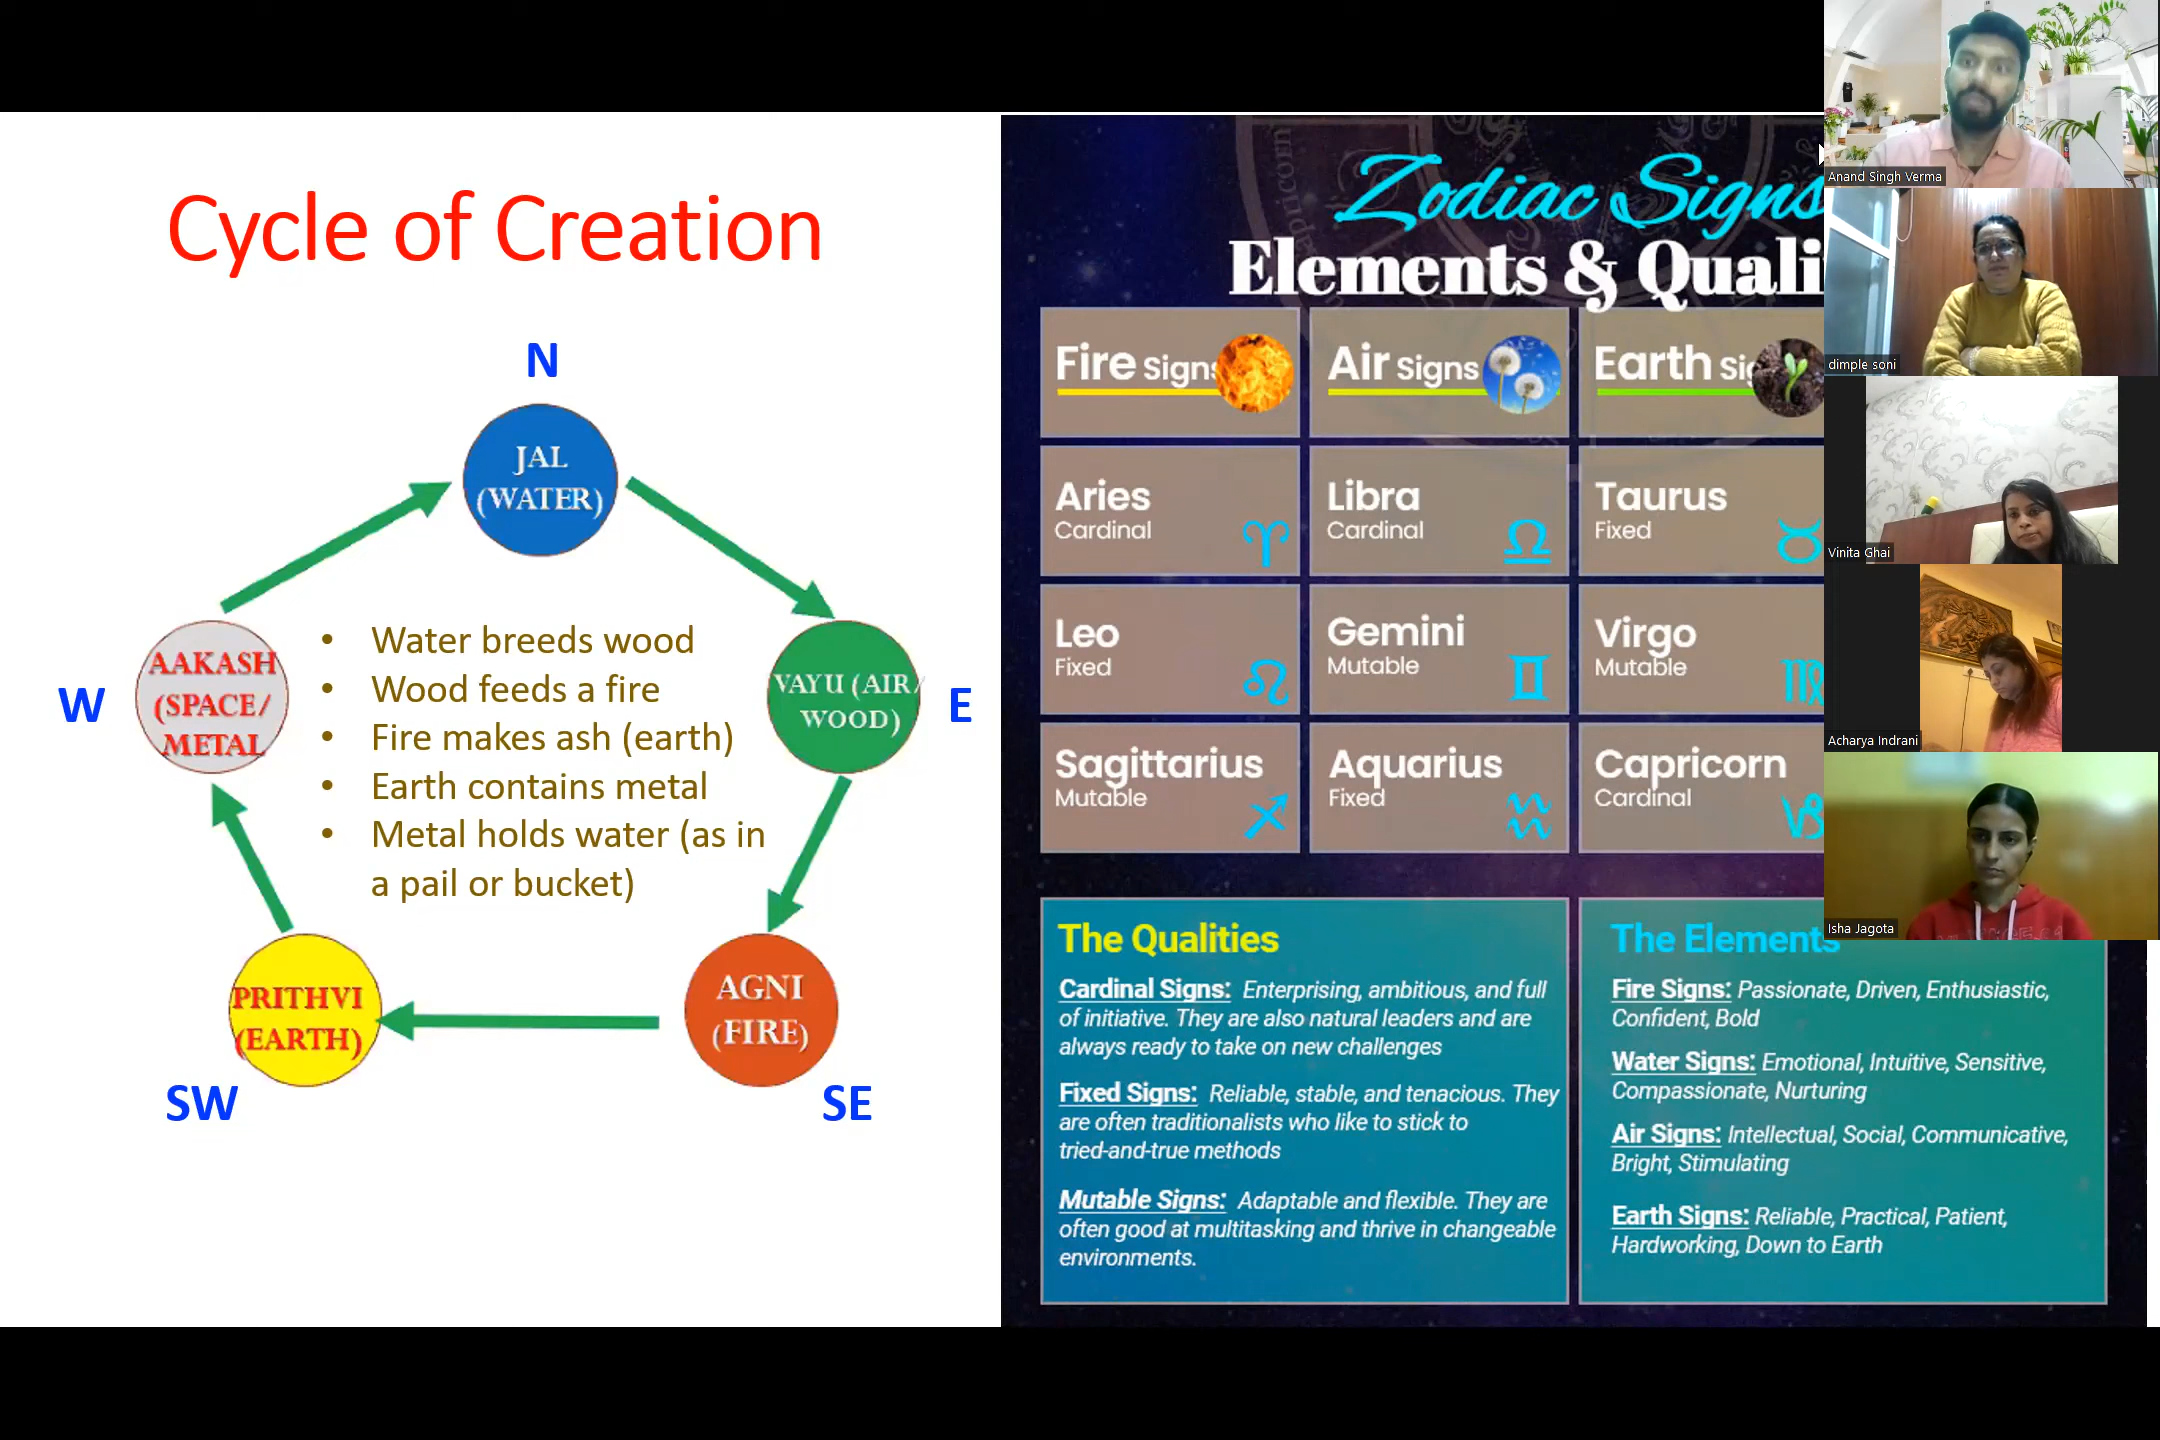 Cycle of Creation
N
JAL
(WATER)
W
AAKASH
(SPACE/
METAL
VAYU (AIR/
WOOD)
E
• Water breeds wood
• Wood feeds a fire
• Fire makes ash (earth)
• Earth contains metal
• Metal holds water (as in
a pail or bucket)
PRITHVI
(EARTH)
SW
AGNI
(FIRE)
SE
Zodiac Signs
Elements & Quali
Fire Signs
Air Signs
Earth Sig
Aries
Cardinal
Libra
Cardinal
Taurus
Fixed
Leo
Fixed
Gemini
Mutable
Virgo
Mutable
Sagittarius
Mutable
Aquarius
Fixed
Capricorn
Cardinal
The Qualities
Cardinal Signs: Enterprising, ambitious, and full
of initiative. They are also natural leaders and are
always ready to take on new challenges
Fixed Signs: Reliable, stable, and tenacious. They
are often traditionalists who like to stick to
tried-and-true methods
Mutable Signs: Adaptable and flexible. They are
often good at multitasking and thrive in changeable
environments.
The Elements
Fire Signs: Passionate, Driven, Enthusiastic,
Confident, Bold
Water Signs: Emotional, Intuitive, Sensitive,
Compassionate, Nurturing
Air Signs: Intellectual, Social, Communicative,
Bright, Stimulating
Earth Signs: Reliable, Practical, Patient,
Hardworking, Down to Earth
Anand Singh Verma
dimple soni
Vinita Ghai
Acharya Indrani
Isha Jagota